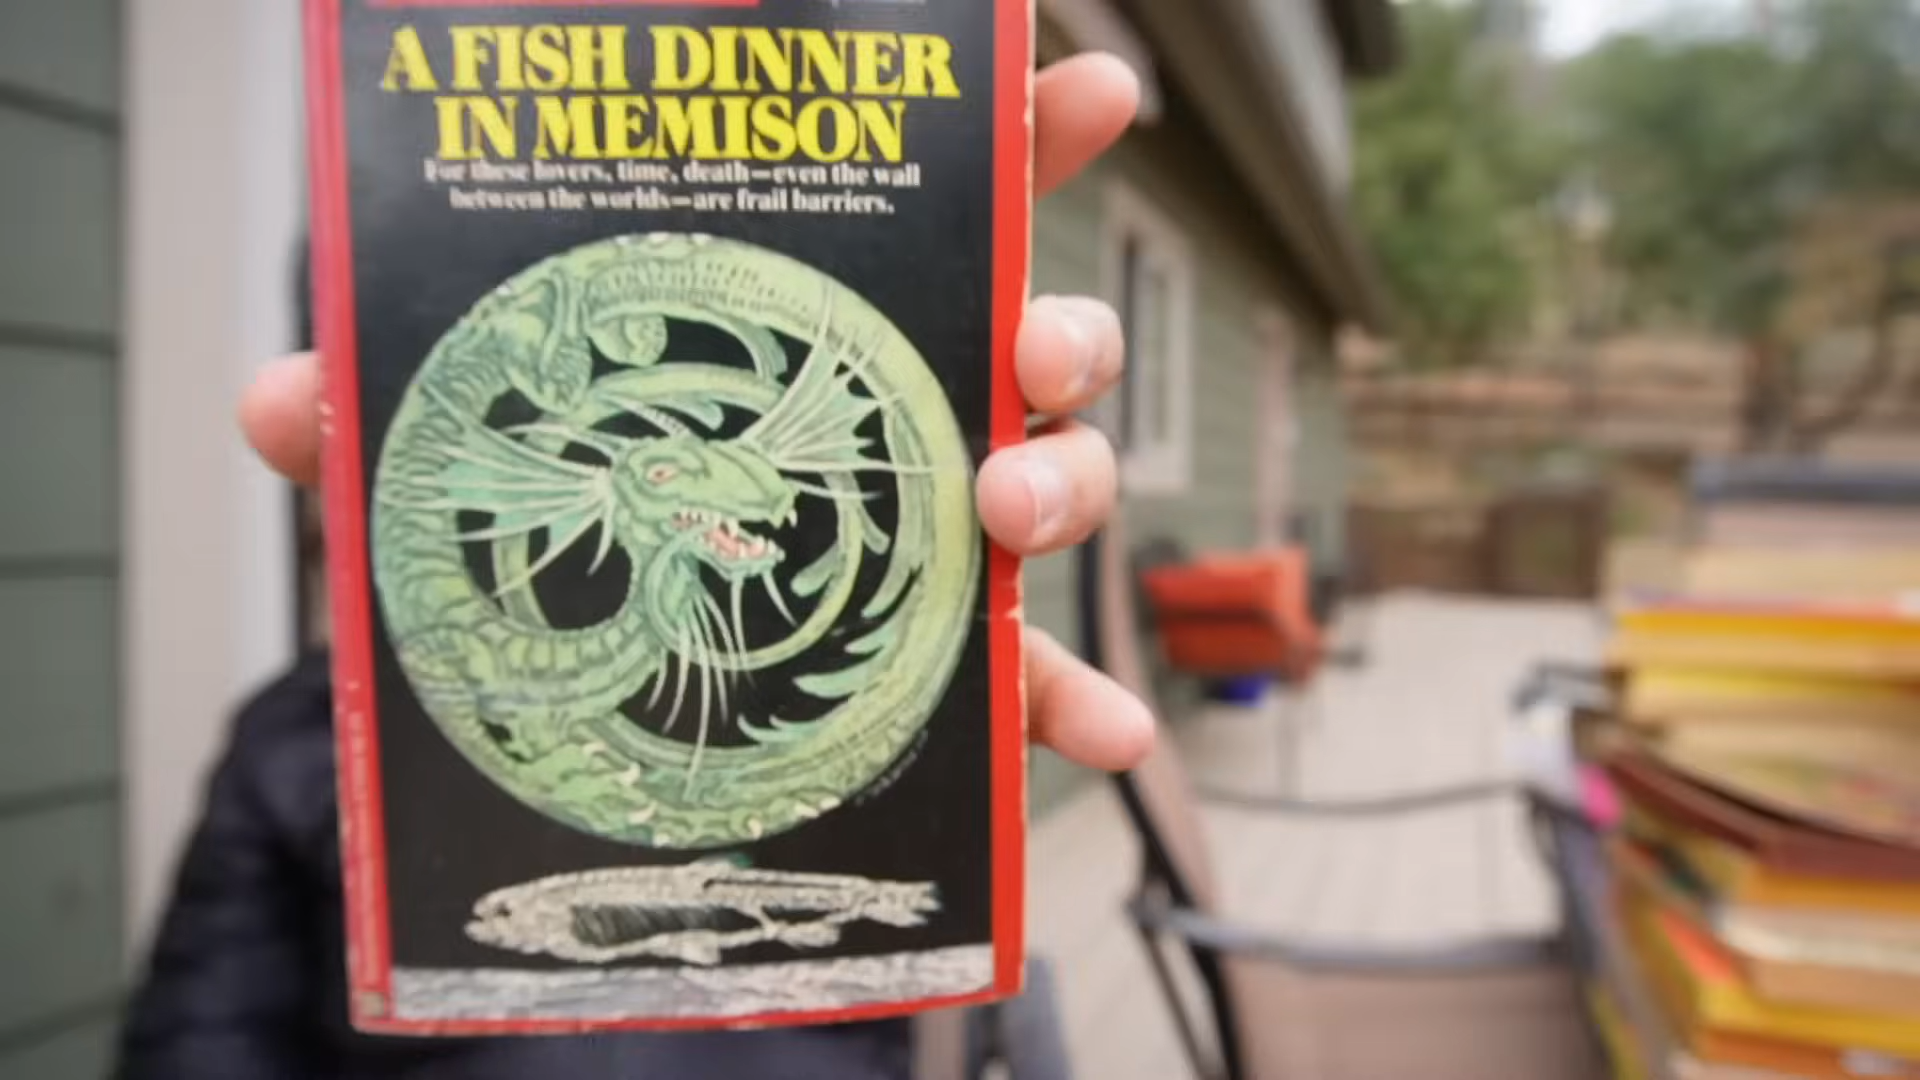 A FISH DINNER
IN MEMISON
For these lovers, time, death—even the wall
between the worlds—are frail barriers.